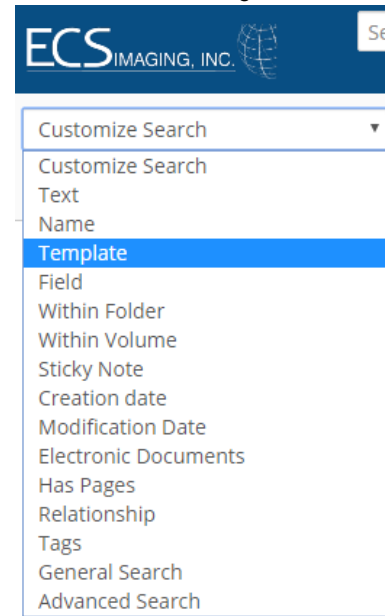 ECS IMAGING, INC.
Se
Customize Search
Customize Search
Text
Name
Template
Field
Within Folder
Within Volume
Sticky Note
Creation date
Modification Date
Electronic Documents
Has Pages
Relationship
Tags
General Search
Advanced Search